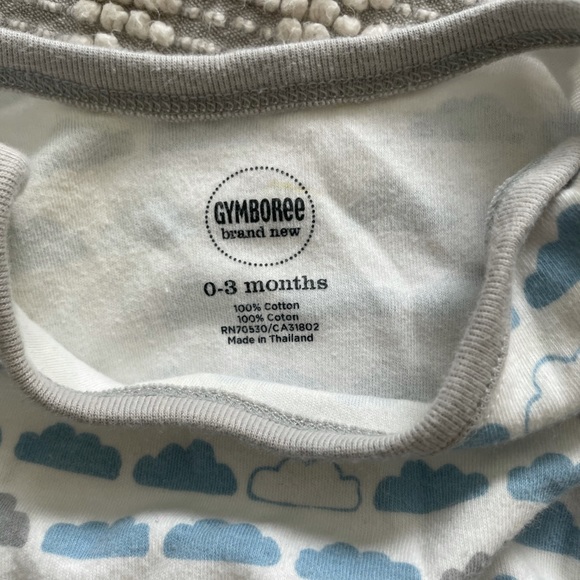 GYMBOREE
brand new
0-3 months
100% Cotton
100% Coton
RN70530/CA31802
Made in Thailand